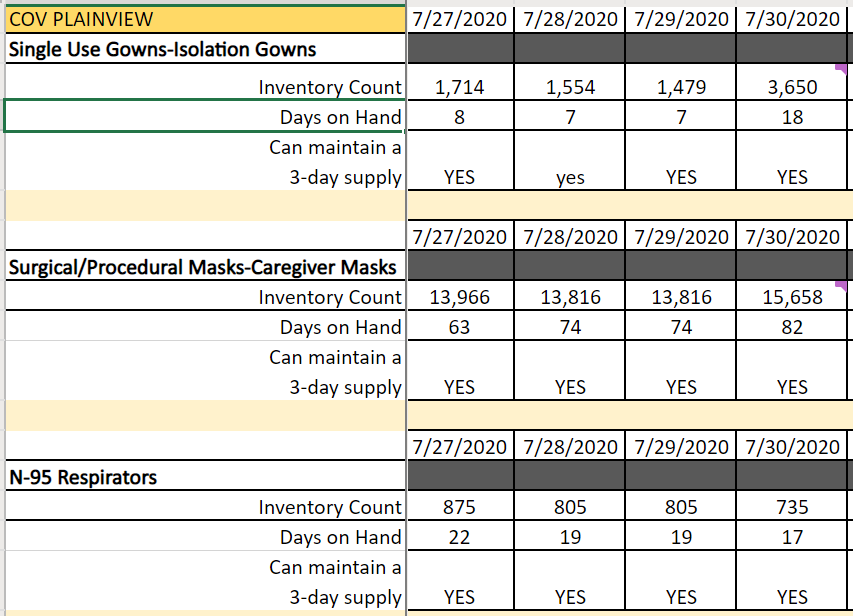 COV PLAINVIEW 7/27/2020 7/28/2020 7/29/2020 7/30/2020
Single Use Gowns-Isolation Gowns
Inventory Count 1,714 1,554 1,479 3,650
Days on Hand 8 7 7 18
Can maintain a
3-day supply YES yes YES YES
7/27/2020 7/28/2020 7/29/2020 7/30/2020
Surgical/Procedural Masks-Caregiver Masks
Inventory Count 13,966 13,816 13,816 15,658
Days on Hand 63 74 74 82
Can maintain a
3-day supply YES YES YES YES
7/27/2020 7/28/2020 7/29/2020 7/30/2020
N-95 Respirators
Inventory Count 875 805 805 735
Days on Hand 22 19 19 17
Can maintain a
3-day supply YES YES YES YES